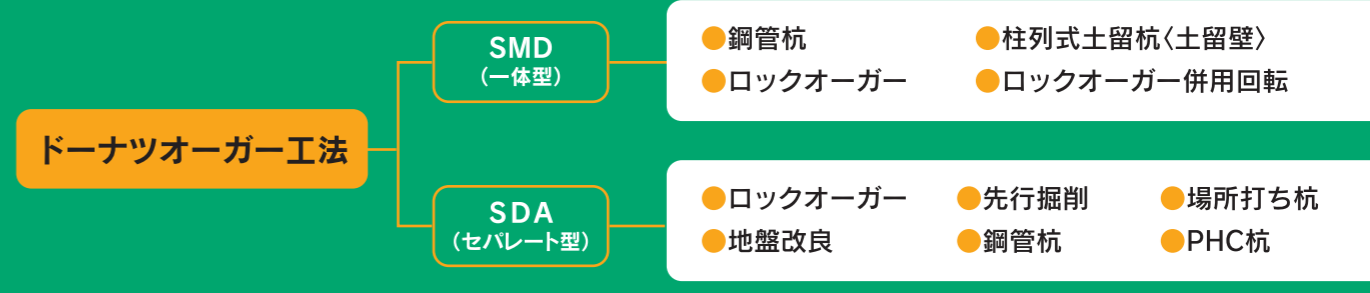 ドーナツオーガー工法
SMD
（一体型）
●鋼管杭 ●柱列式土留杭〈土留壁〉
●ロックオーガー ●ロックオーガー併用回転
SDA
（セパレート型）
●ロックオーガー ●先行掘削 ●場所打ち杭
●地盤改良 ●鋼管杭 ●PHC杭